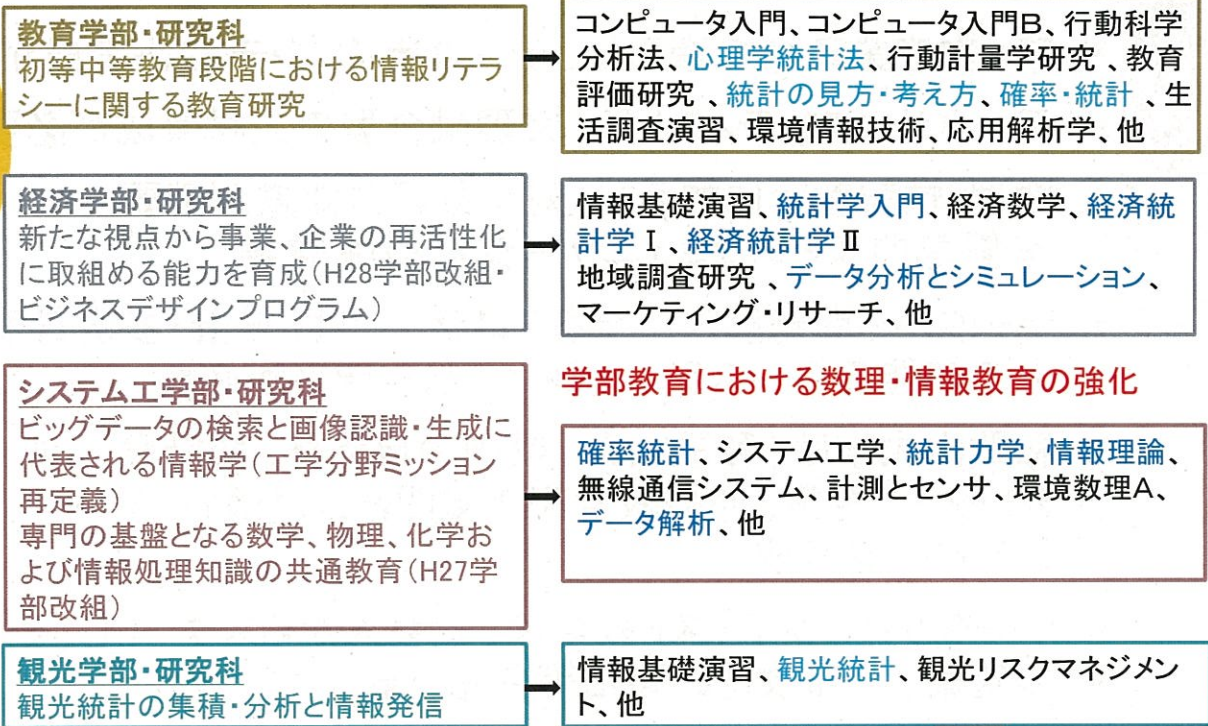 教育学部・研究科
初等中等教育段階における情報リテラ
シーに関する教育研究
コンピュータ入門、コンピュータ入門B、行動科学
分析法、心理学統計法、行動計量学研究 、教育
評価研究 、統計の見方・考え方、確率・統計 、生
活調査演習、環境情報技術、応用解析学、他
経済学部・研究科
新たな視点から事業、企業の再活性化
に取組める能力を育成(H28学部改組・
ビジネスデザインプログラム)
情報基礎演習、統計学入門、経済数学、経済統
計学Ⅰ、経済統計学Ⅱ
地域調査研究 、データ分析とシミュレーション、
マーケティング・リサーチ、他
システム工学部・研究科
ビッグデータの検索と画像認識・生成に
代表される情報学(工学分野ミッション
再定義)
専門の基盤となる数学、物理、化学お
よび情報処理知識の共通教育(H27学
部改組)
学部教育における数理・情報教育の強化
確率統計、システム工学、統計力学、情報理論、
無線通信システム、計測とセンサ、環境数理A、
データ解析、他
観光学部・研究科
観光統計の集積・分析と情報発信
情報基礎演習、観光統計、観光リスクマネジメン
ト、他